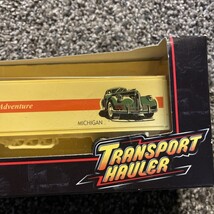 Adventure
MICHIGAN
TRANSPORT
HAULER